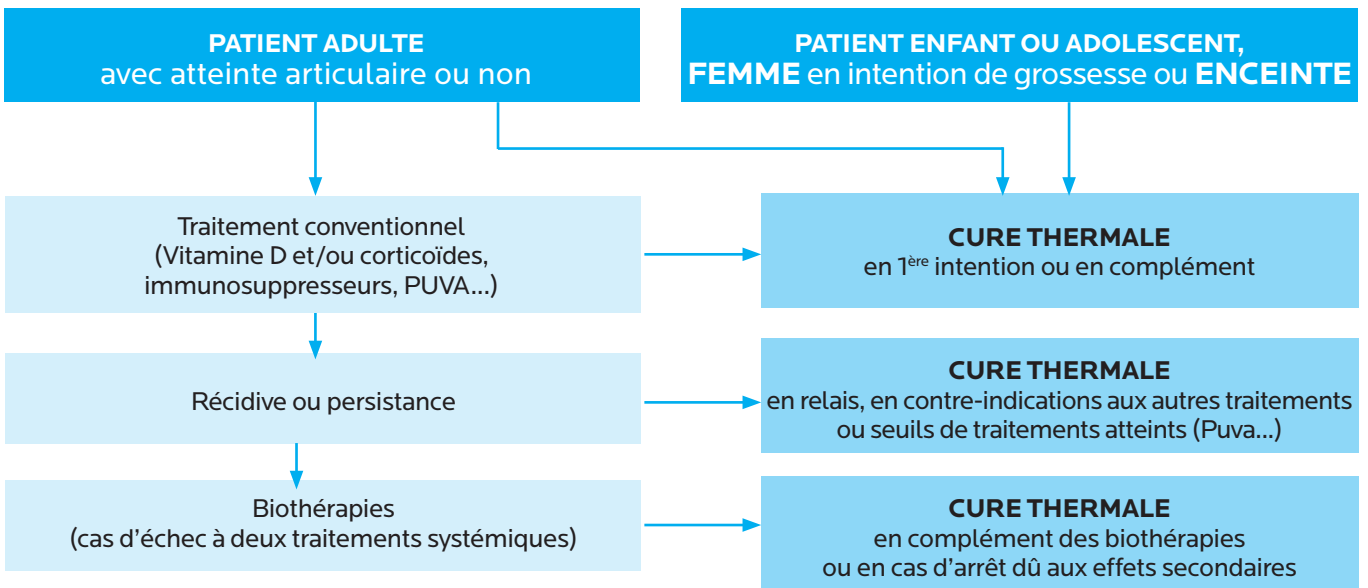 PATIENT ADULTE
avec atteinte articulaire ou non
PATIENT ENFANT OU ADOLESCENT,
FEMME en intention de grossesse ou ENCEINTE
Traitement conventionnel
(Vitamine D et/ou corticoïdes,
immunosuppresseurs, PUVA...)
CURE THERMALE
en 1ère intention ou en complément
Récidive ou persistance
CURE THERMALE
en relais, en contre-indications aux autres traitements
ou seuils de traitements atteints (Puva...)
Biothérapies
(cas d'échec à deux traitements systémiques)
CURE THERMALE
en complément des biothérapies
ou en cas d'arrêt dû aux effets secondaires